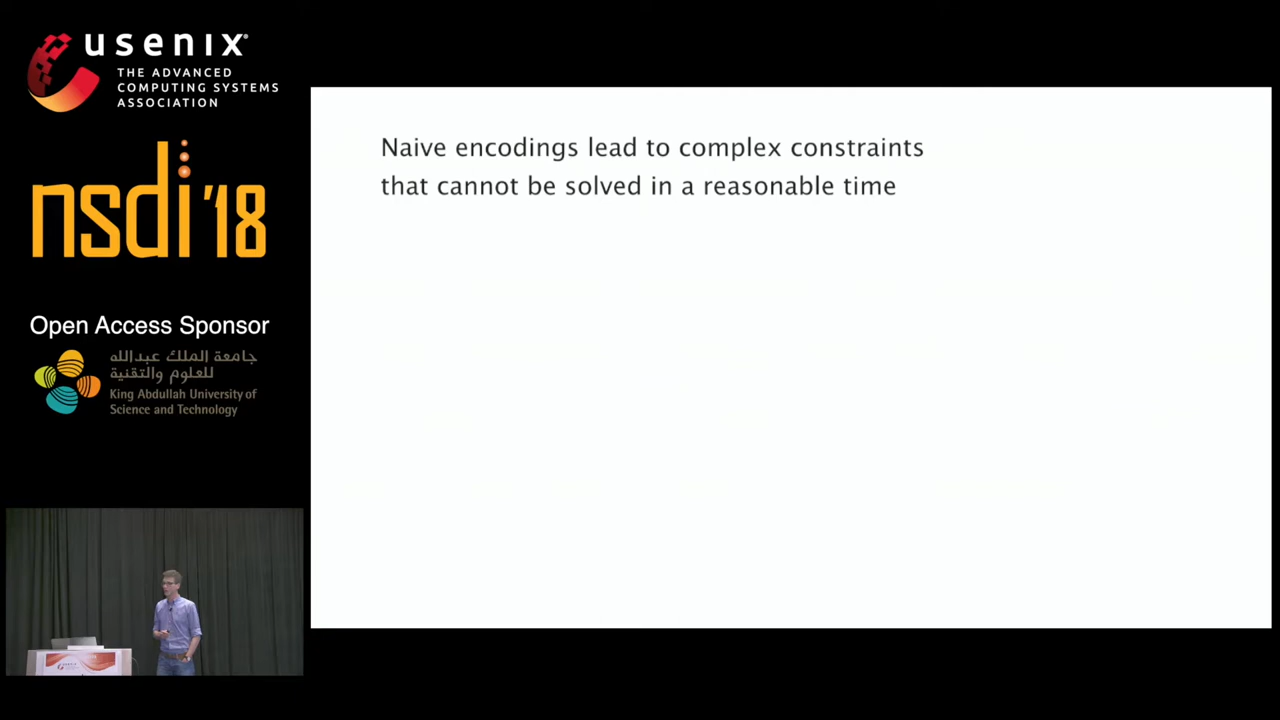 usenix
THE ADVANCED
COMPUTING SYSTEMS
ASSOCIATION
nsdi '18
Open Access Sponsor
جامعة الملك عبدالله
للعلوم والتقنية
King Abdullah University of
Science and Technology
Naive encodings lead to complex constraints
that cannot be solved in a reasonable time
usenix